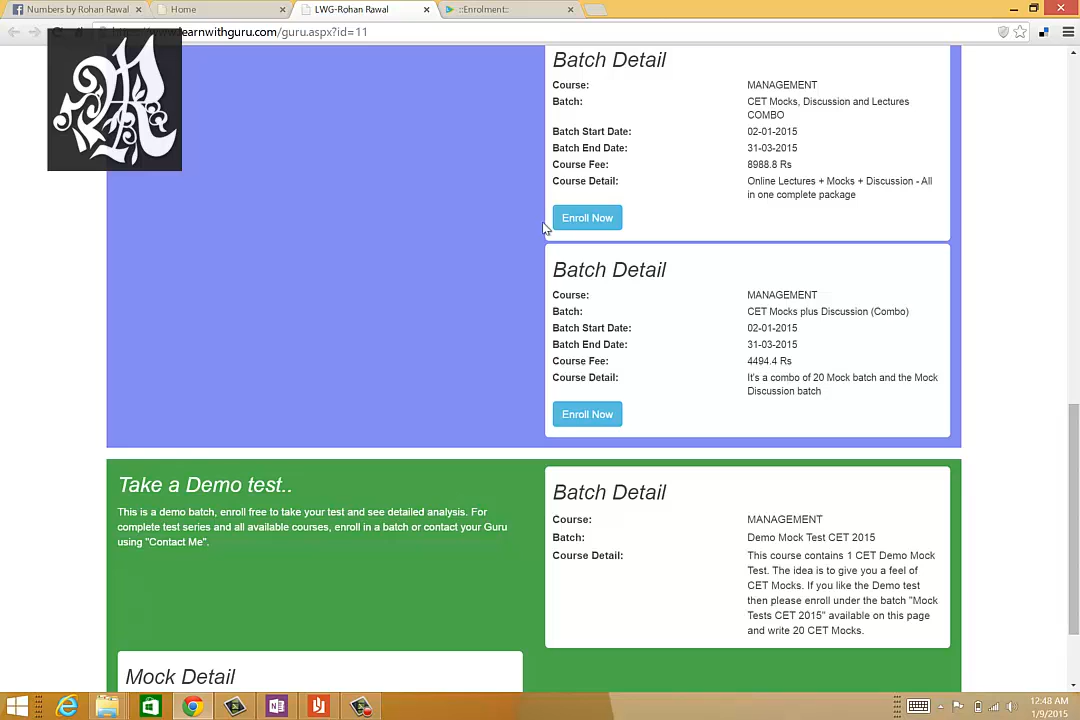 Numbers by Rohan Rawal
Home
LWG-Rohan Rawal
::Enrolment::
learnwithguru.com/guru.aspx?id=11
Batch Detail
Course: MANAGEMENT
Batch: CET Mocks, Discussion and Lectures
COMBO
Batch Start Date: 02-01-2015
Batch End Date: 31-03-2015
Course Fee: 8988.8 Rs
Course Detail: Online Lectures + Mocks + Discussion - All
in one complete package
Enroll Now
Batch Detail
Course: MANAGEMENT
Batch: CET Mocks plus Discussion (Combo)
Batch Start Date: 02-01-2015
Batch End Date: 31-03-2015
Course Fee: 4494.4 Rs
Course Detail: It's a combo of 20 Mock batch and the Mock
Discussion batch
Enroll Now
Take a Demo test..
This is a demo batch, enroll free to take your test and see detailed analysis. For
complete test series and all available courses, enroll in a batch or contact your Guru
using "Contact Me".
Batch Detail
Course: MANAGEMENT
Batch: Demo Mock Test CET 2015
Course Detail: This course contains 1 CET Demo Mock
Test. The idea is to give you a feel of
CET Mocks. If you like the Demo test
then please enroll under the batch "Mock
Tests CET 2015" available on this page
and write 20 CET Mocks.
Mock Detail
12:48 AM
1/9/2015